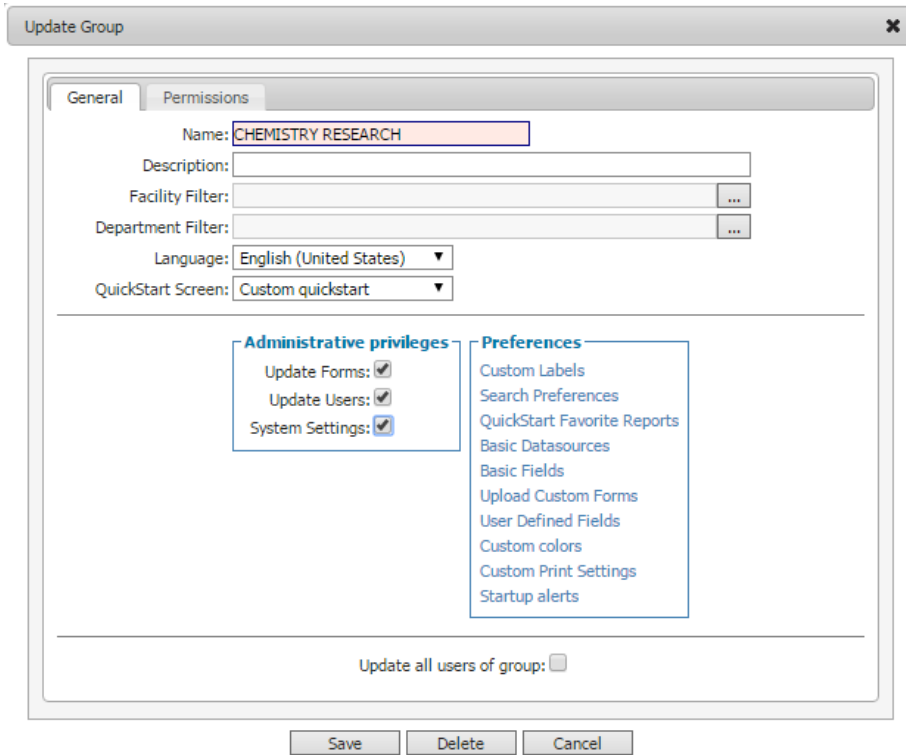 Update Group
General Permissions
Name: CHEMISTRY RESEARCH
Description:
Facility Filter: ...
Department Filter: ...
Language: English (United States)
QuickStart Screen: Custom quickstart
Administrative privileges
Update Forms:
Update Users:
System Settings:
Preferences
Custom Labels
Search Preferences
QuickStart Favorite Reports
Basic Datasources
Basic Fields
Upload Custom Forms
User Defined Fields
Custom colors
Custom Print Settings
Startup alerts
Update all users of group:
Save Delete Cancel